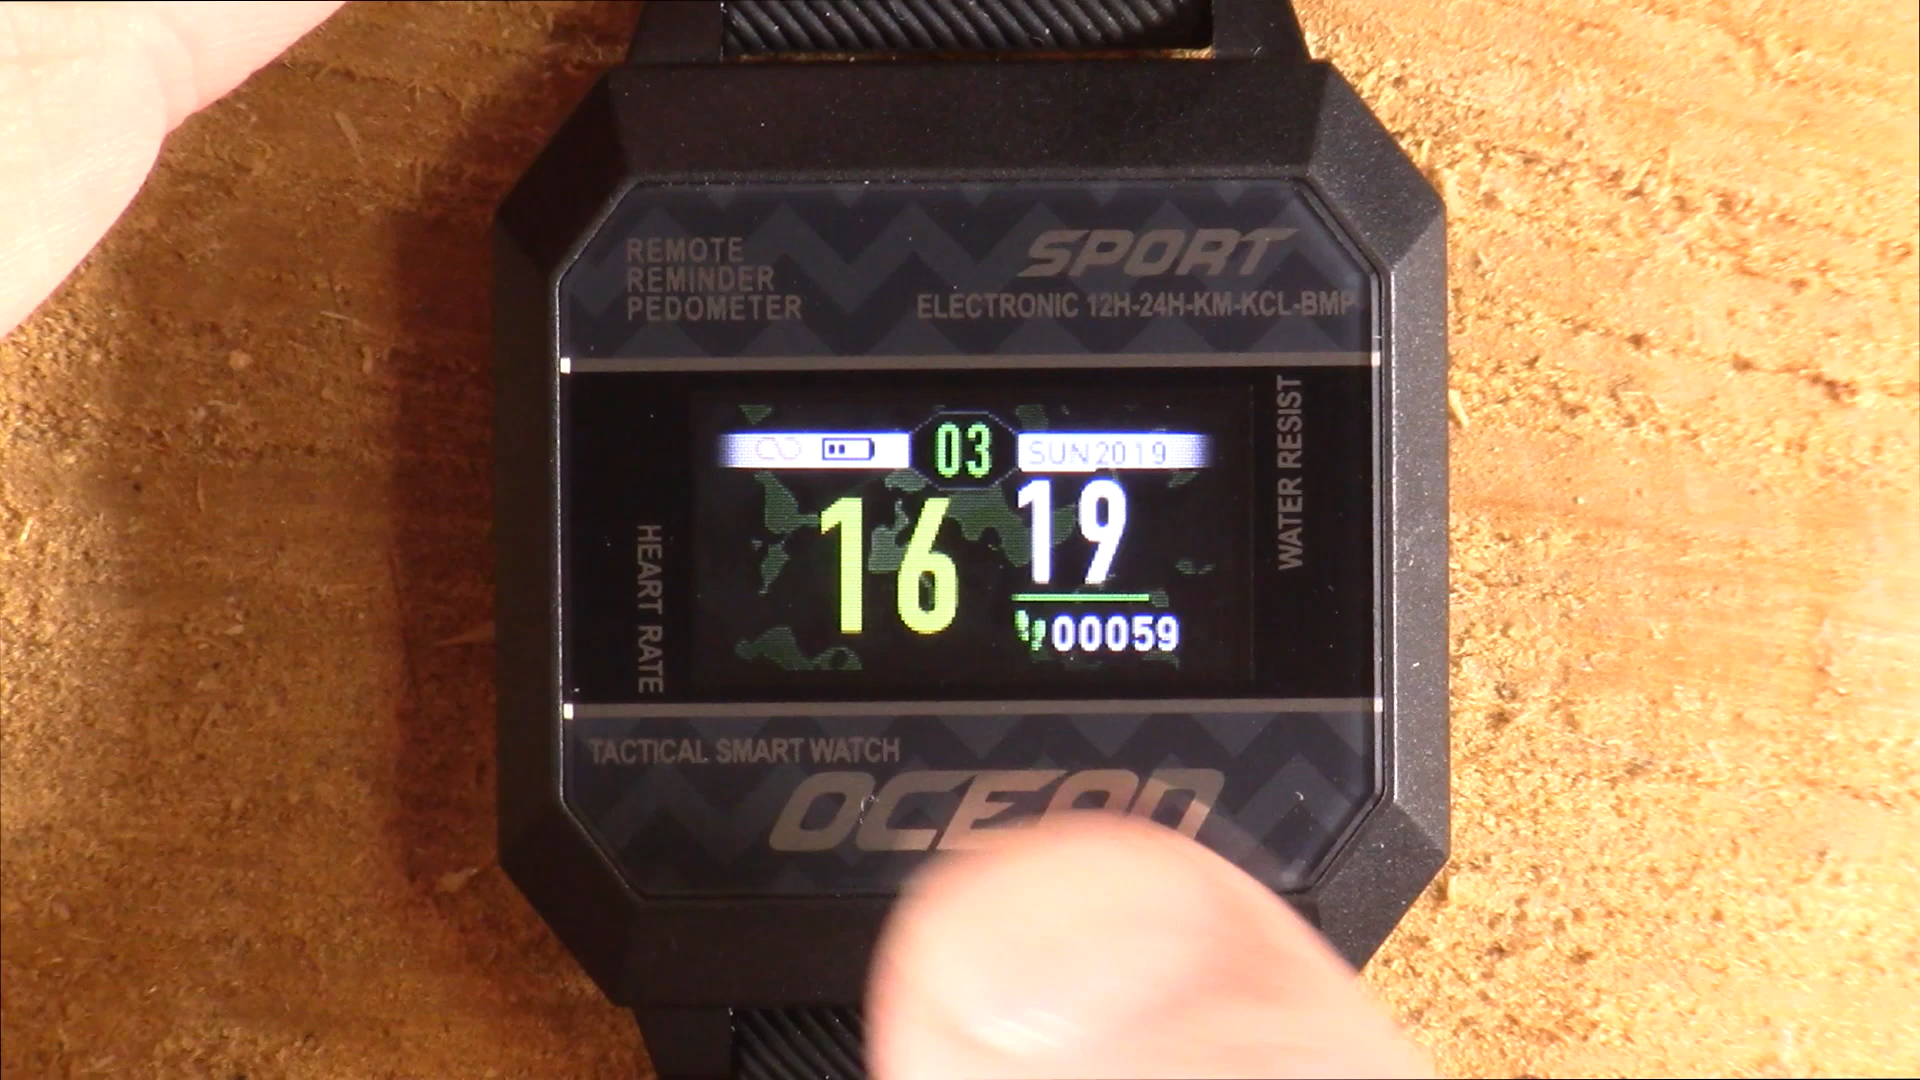 REMOTE
REMINDER
PEDOMETER
SPORT
ELECTRONIC 12H-24H-KM-KCL-BMP
WATER RESIST
HEART RATE
03
SUN2019
16
19
00059
TACTICAL SMART WATCH
OCEAN